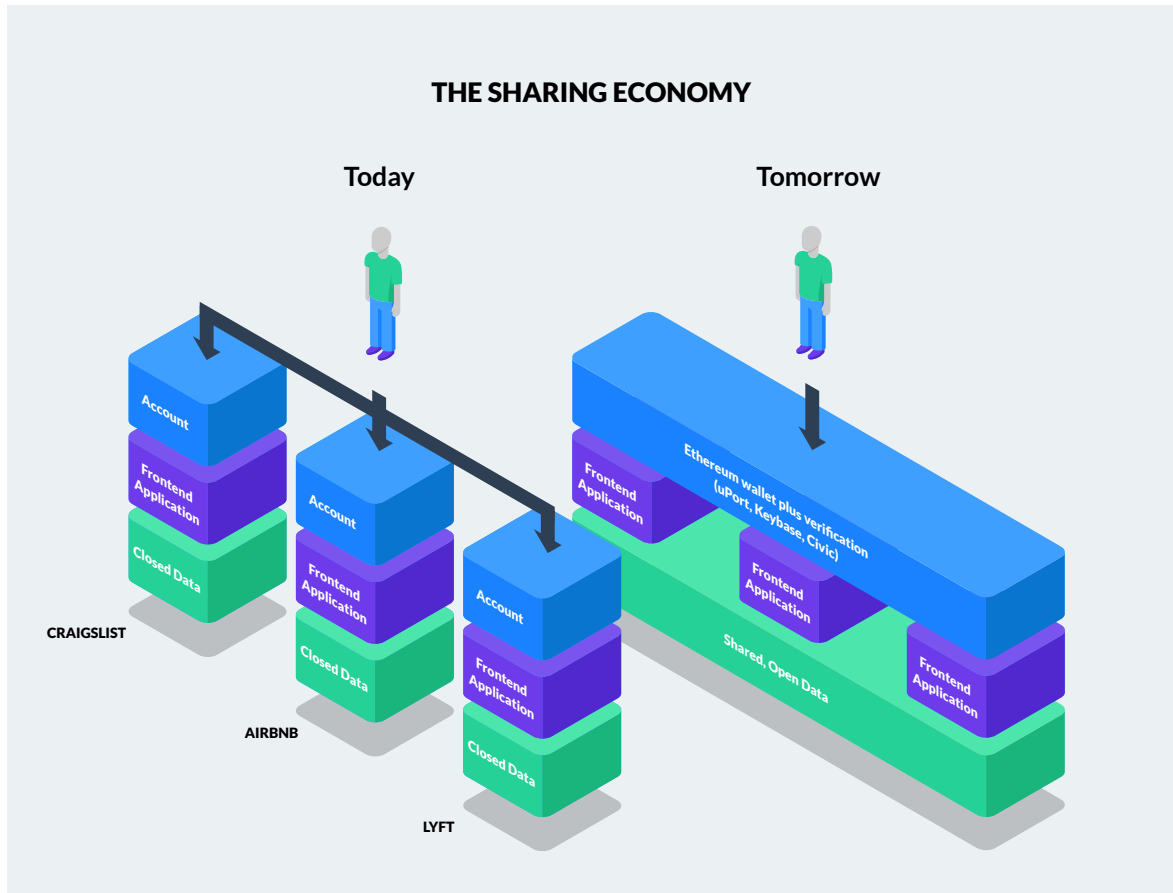 THE SHARING ECONOMY
Today
Tomorrow
Account
Frontend
Application
Closed Data
CRAIGSLIST
Account
Frontend
Application
Closed Data
AIRBNB
Account
Frontend
Application
Closed Data
LYFT
Ethereum wallet plus verification
(uPort, Keybase, Civic)
Frontend
Application
Frontend
Application
Frontend
Application
Shared, Open Data